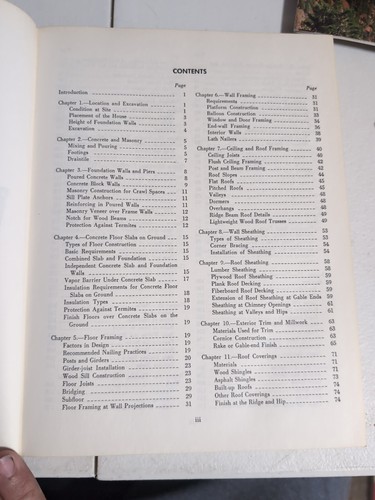 CONTENTS
Page
Introduction 1
Chapter 1.—Location and Excavation 1
Condition at Site 1
Placement of the House 3
Height of Foundation Walls 3
Excavation 4
Chapter 2.—Concrete and Masonry 5
Mixing and Pouring 5
Footings 5
Draintile 7
Chapter 3.—Foundation Walls and Piers 8
Poured Concrete Walls 8
Concrete Block Walls 9
Masonry Construction for Crawl Spaces 11
Sill Plate Anchors 11
Reinforcing in Poured Walls 11
Masonry Veneer over Frame Walls 12
Notch for Wood Beams 12
Protection Against Termites 12
Chapter 4.—Concrete Floor Slabs on Ground 15
Types of Floor Construction 15
Basic Requirements 15
Combined Slab and Foundation 15
Independent Concrete Slab and Foundation
Walls 15
Vapor Barrier Under Concrete Slab 17
Insulation Requirements for Concrete Floor
Slabs on Ground 18
Insulation Types 18
Protection Against Termites 19
Finish Floors over Concrete Slabs on the
Ground 19
Chapter 5.—Floor Framing 19
Factors in Design 19
Recommended Nailing Practices 19
Posts and Girders 20
Girder-joist Installation 23
Wood Sill Construction 23
Floor Joists 23
Bridging 29
Subfloor 29
Floor Framing at Wall Projections 31
Page
Chapter 6.—Wall Framing 31
Requirements 31
Platform Construction 31
Balloon Construction 33
Window and Door Framing 34
End-wall Framing 36
Interior Walls 38
Lath Nailers 39
Chapter 7.—Ceiling and Roof Framing 40
Ceiling Joists 40
Flush Ceiling Framing 42
Post and Beam Framing 42
Roof Slopes 44
Flat Roofs 45
Pitched Roofs 45
Valleys 48
Dormers 48
Overhangs 48
Ridge Beam Roof Details 48
Lightweight Wood Roof Trusses 49
Chapter 8.—Wall Sheathing 53
Types of Sheathing 53
Corner Bracing 54
Installation of Sheathing 54
Chapter 9.—Roof Sheathing 58
Lumber Sheathing 58
Plywood Roof Sheathing 59
Plank Roof Decking 60
Fiberboard Roof Decking 60
Extension of Roof Sheathing at Gable Ends 61
Sheathing at Chimney Openings 61
Sheathing at Valleys and Hips 61
Chapter 10.—Exterior Trim and Millwork 63
Materials Used for Trim 63
Cornice Construction 63
Rake or Gable-end Finish 65
Chapter 11.—Roof Coverings 71
Materials 71
Wood Shingles 71
Asphalt Shingles 73
Built-up Roofs 74
Other Roof Coverings 74
Finish at the Ridge and Hip 74
iii